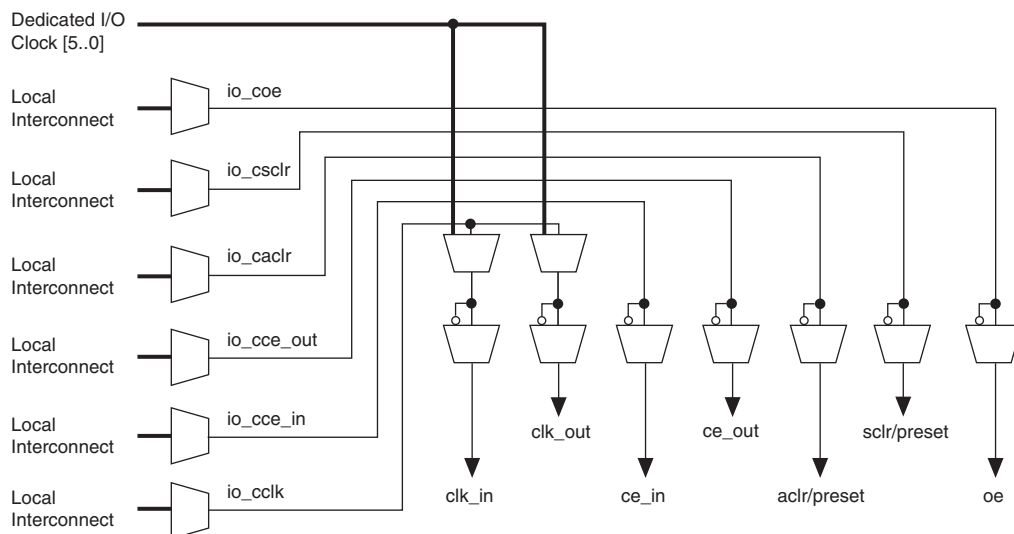 Dedicated I/O
Clock [5..0]
Local
Interconnect
io_coe
Local
Interconnect
io_csclr
Local
Interconnect
io_caclr
Local
Interconnect
io_cce_out
Local
Interconnect
io_cce_in
Local
Interconnect
io_cclk
clk_out
ce_out
sclr/preset
clk_in
ce_in
aclr/preset
oe